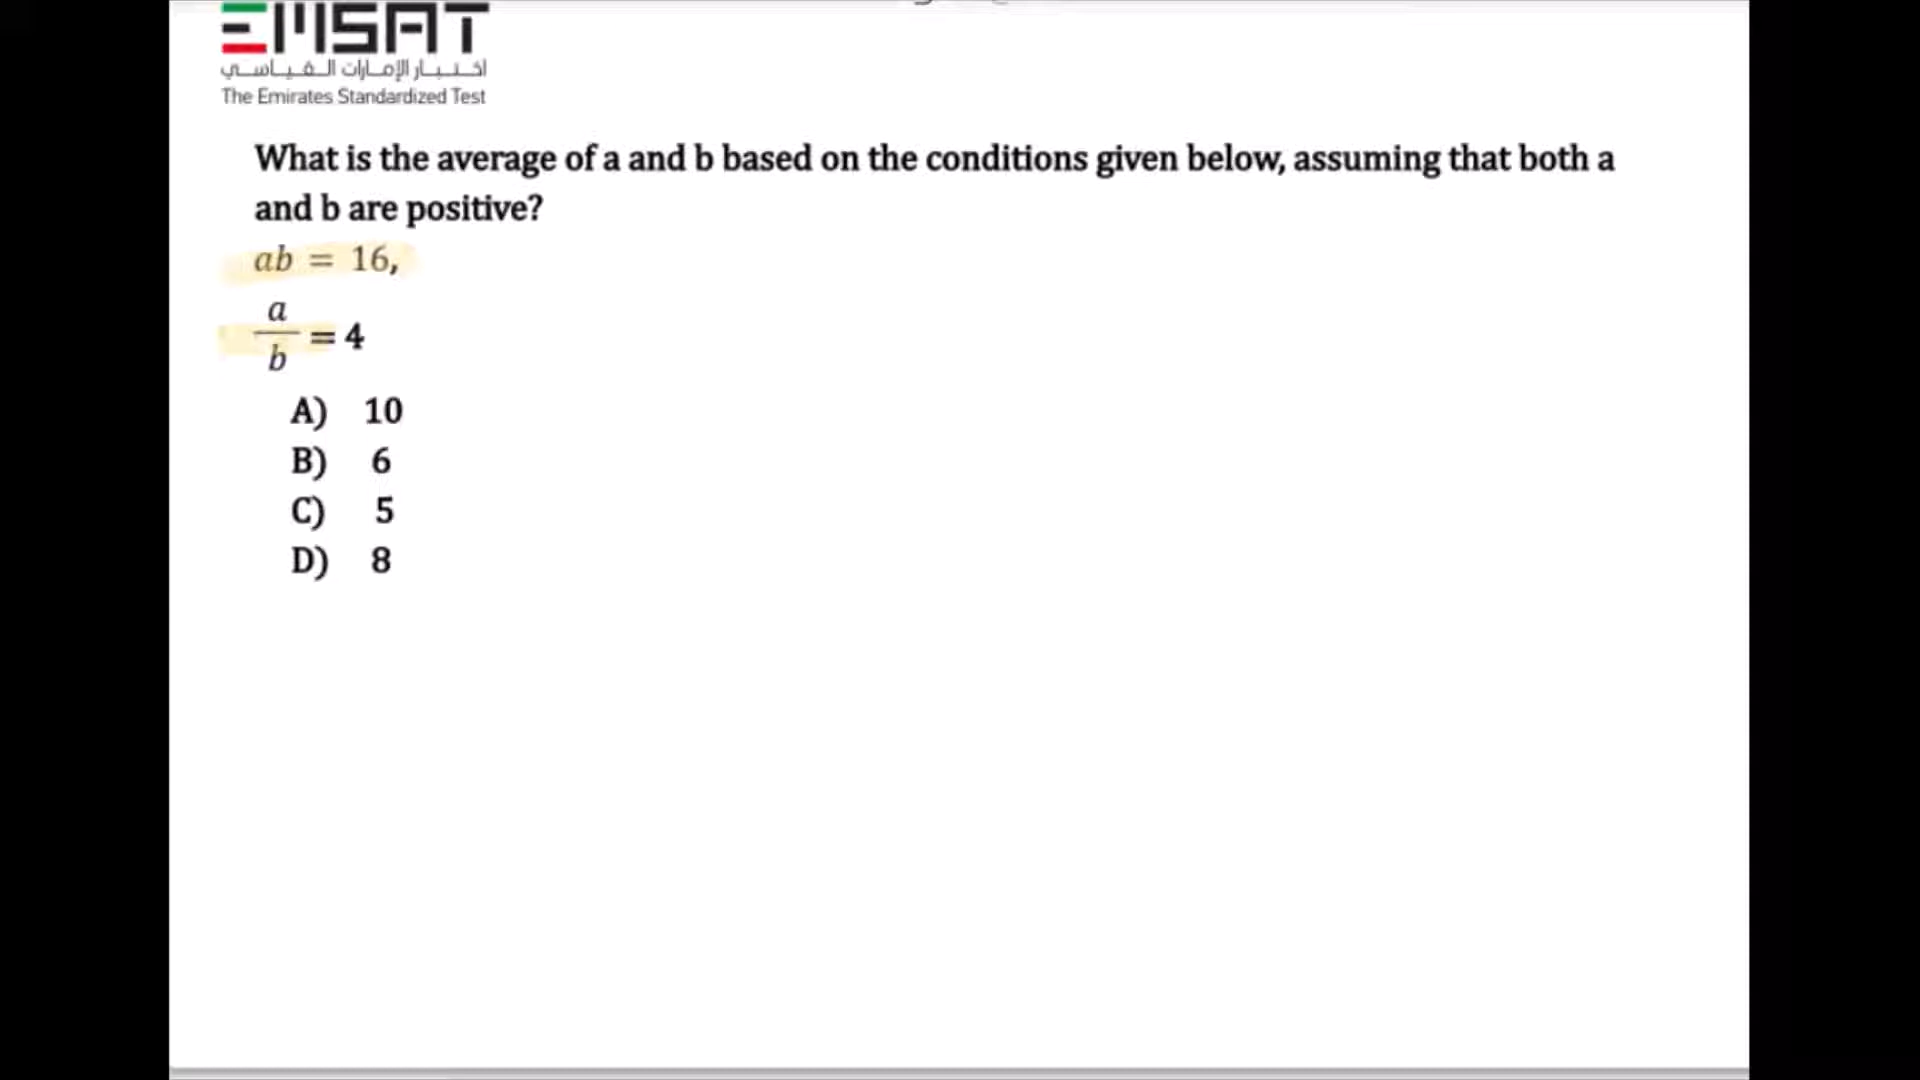 EMSAT
اختبار الإمارات القياسي
The Emirates Standardized Test
What is the average of a and b based on the conditions given below, assuming that both a
and b are positive?
ab = 16,
a
b
= 4
A) 10
B) 6
C) 5
D) 8